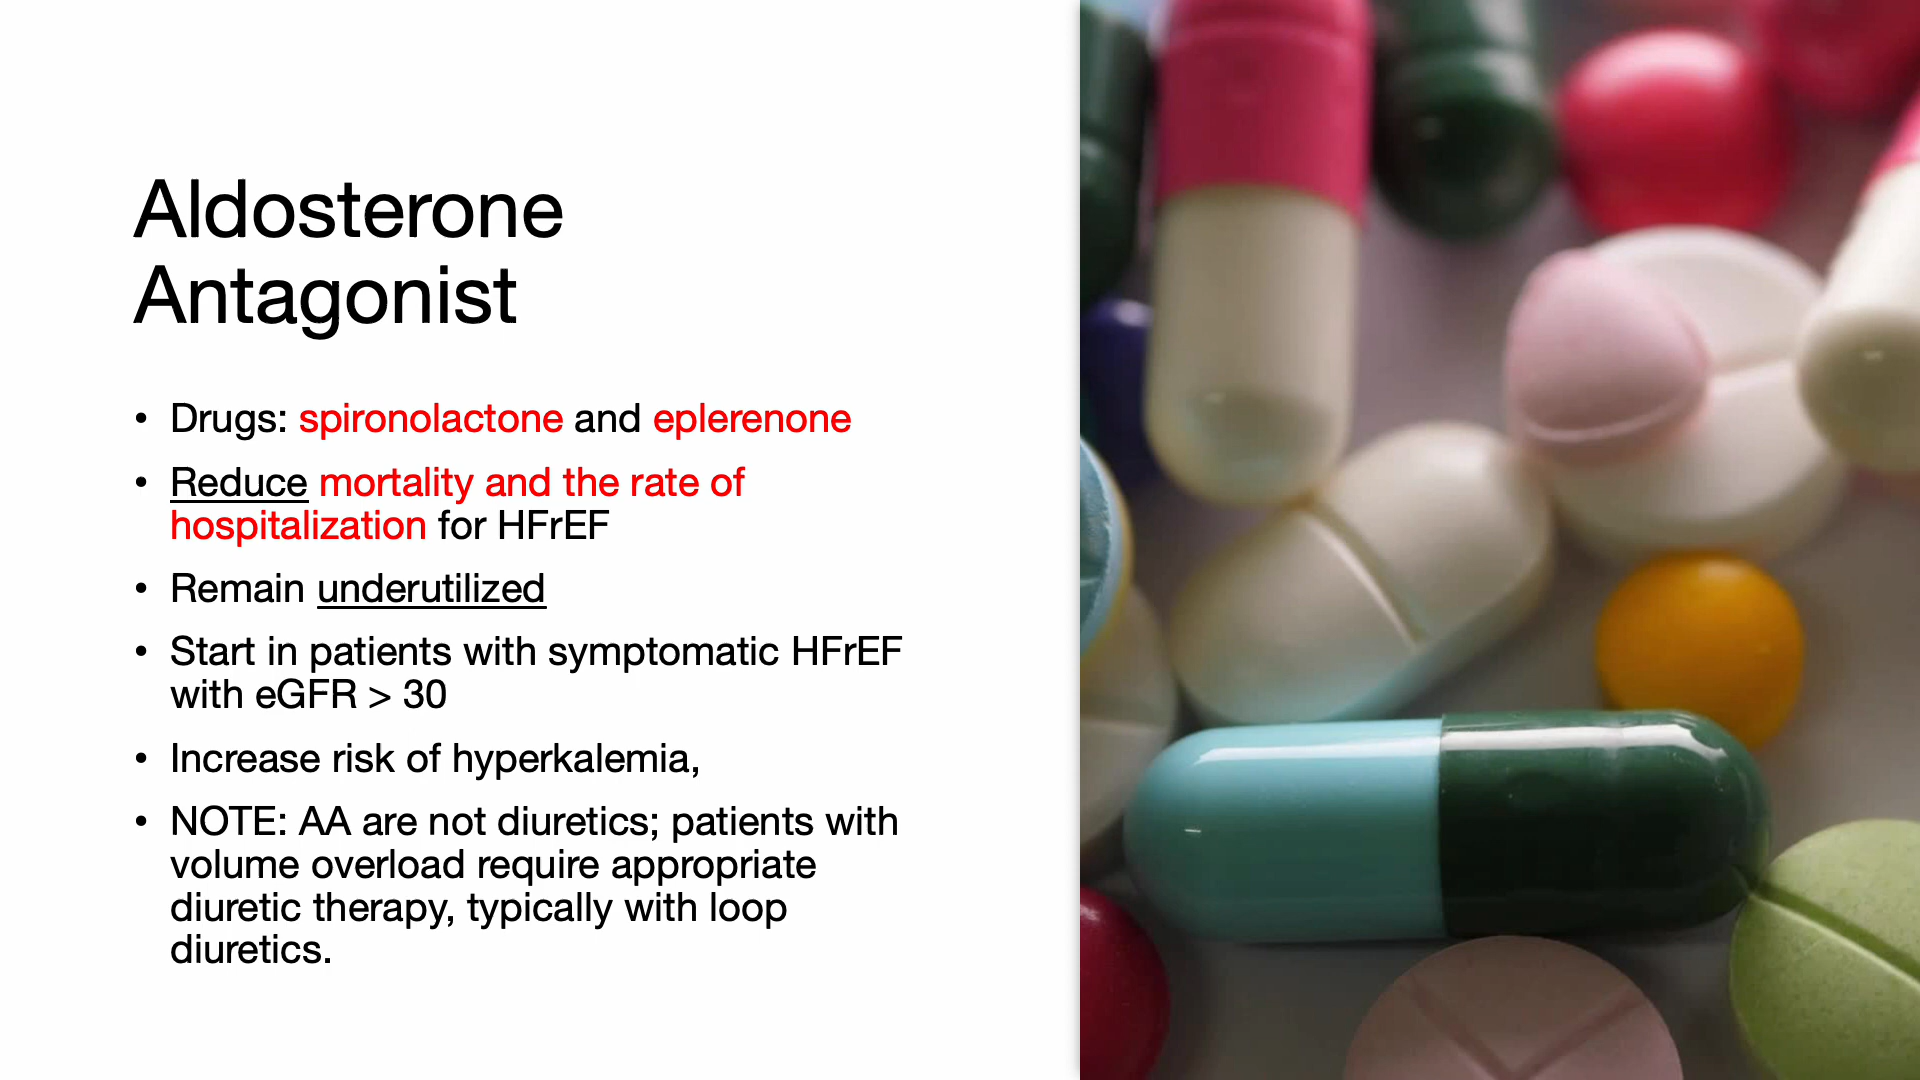 Aldosterone
Antagonist
• Drugs: spironolactone and eplerenone
• Reduce mortality and the rate of
hospitalization for HFrEF
• Remain underutilized
• Start in patients with symptomatic HFrEF
with eGFR > 30
• Increase risk of hyperkalemia,
• NOTE: AA are not diuretics; patients with
volume overload require appropriate
diuretic therapy, typically with loop
diuretics.